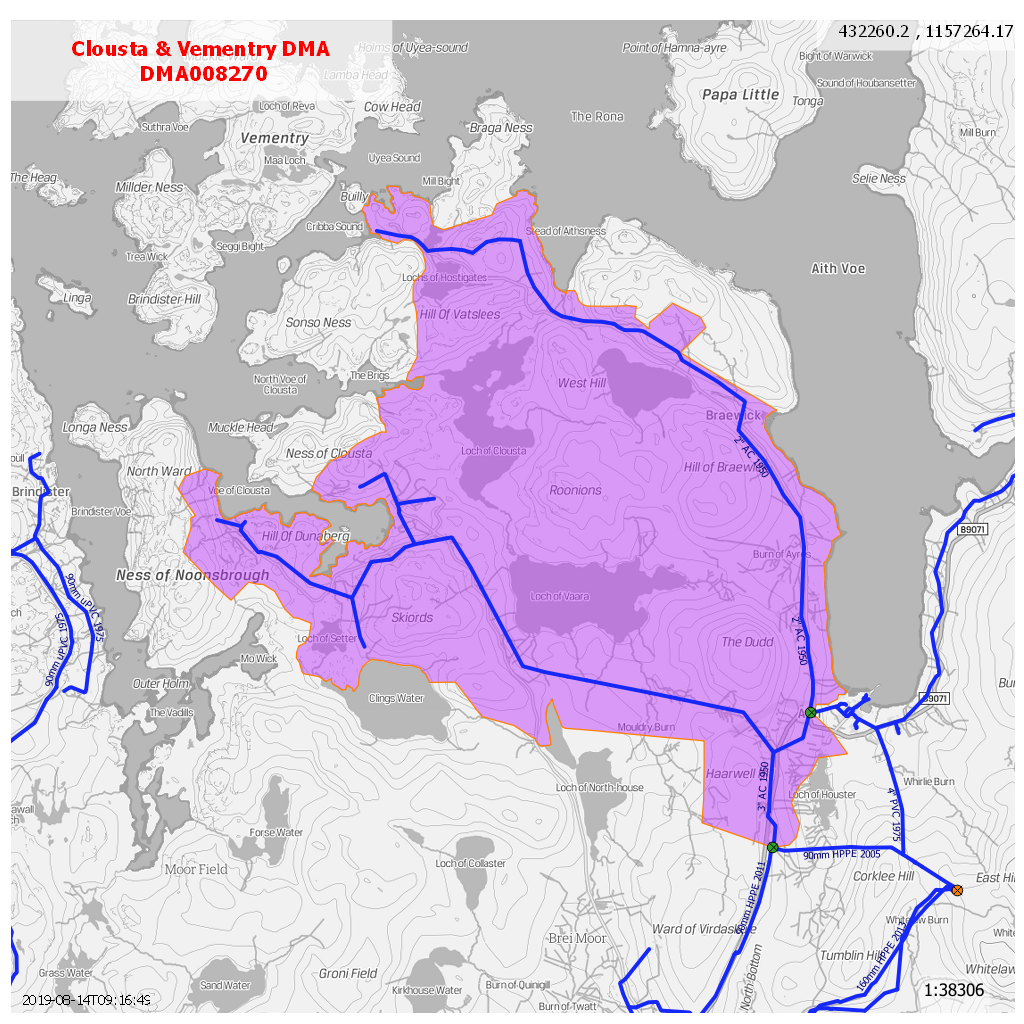 Clousta & Vementry DMA
DMA008270
432260.2 , 1157264.17
Holms of Uyea-sound
Point of Hamna-ayre
Bight of Warwick
Lamba Head
Sound of Houbansetter
Papa Little
Tonga
Loch of Reva
Cow Head
The Rona
Suthra Voe
Braga Ness
Vementry
Mill Burn
Maa Loch
Uyea Sound
The Heag
Millder Ness
Mill Bight
Selie Ness
Builly
Cribba Sound
Stead of Aithsness
Seggi Bight
Trea Wick
Aith Voe
Lochs of Hostigates
Linga
Brindister Hill
Hill Of Vatslees
Sonso Ness
The Brigs
North Voe of
Clousta
West Hill
Longa Ness
Muckle Head
Braewick
2" AC 1950
Ness of Clousta
Loch of Clousta
Hill of Braewick
North Ward
Voe of Clousta
Roonions
Brindister
Brindister Voe
B9071
Hill Of Dunaberg
Burn of Ayres
Ness of Noonsbrough
90mm uPVC 1975
Loch of Vaara
90mm uPVC 1975
Skiords
2" AC 1950
Loch of Setter
The Dudd
Mo Wick
Outer Holm
Clings Water
B9071
The Vadills
Mouldry Burn
3" AC 1950
Haarwell
Whirlie Burn
Loch of North-house
Loch of Houster
4" PVC 1975
Forse Water
90mm HPPE 2005
Loch of Collaster
Moor Field
Corklee Hill
East Hi
90mm HPPE 2011
Ward of Virdaskule
Whitelaw Burn
Brei Moor
Tumblin Hill
160mm HPPE 2013
White
Grass Water
Groni Field
Whitelaw
Sand Water
Kirkhouse Water
Burn of Quinigill
North Bottom
1:38306
2019-08-14T09:16:49
Burn of Twatt